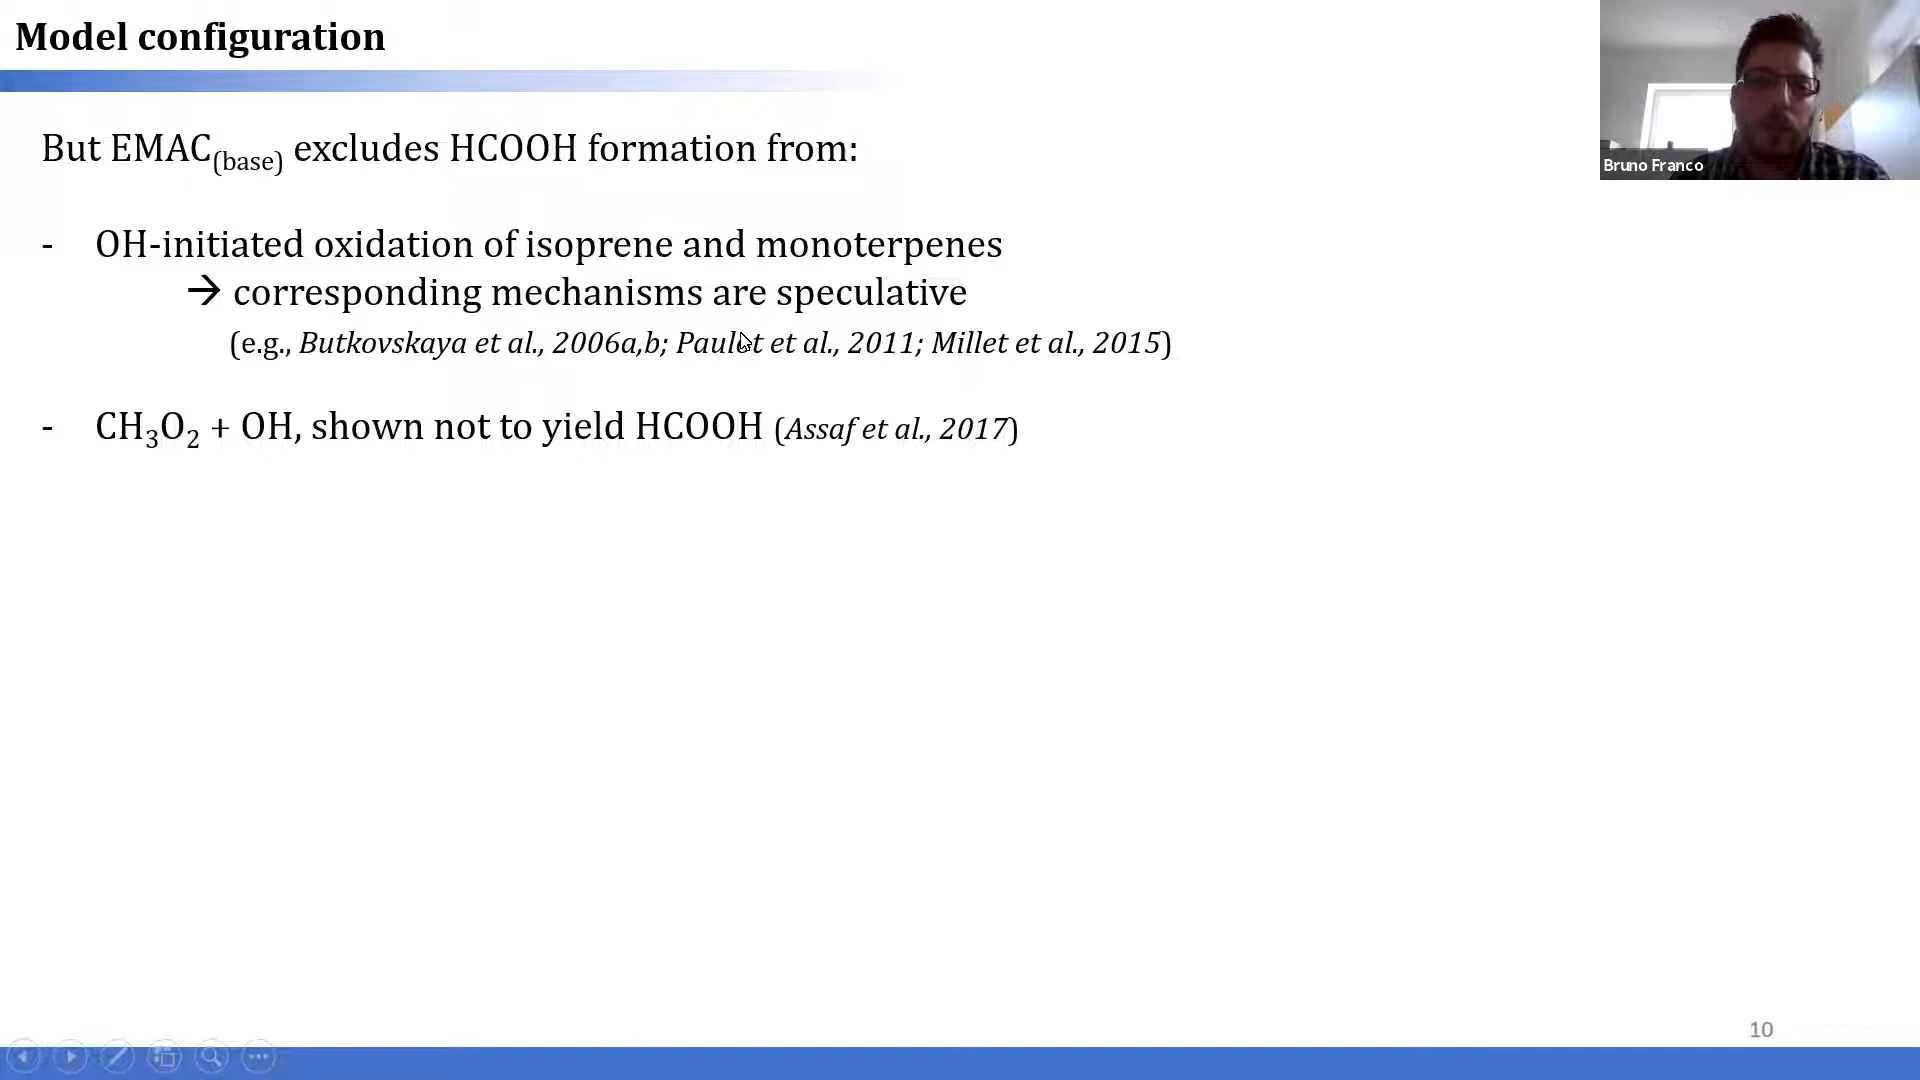 Model configuration
But EMAC(base) excludes HCOOH formation from:
- OH-initiated oxidation of isoprene and monoterpenes
→ corresponding mechanisms are speculative
(e.g., Butkovskaya et al., 2006a,b; Paulot et al., 2011; Millet et al., 2015)
- CH₃O₂ + OH, shown not to yield HCOOH (Assaf et al., 2017)
Bruno Franco
10